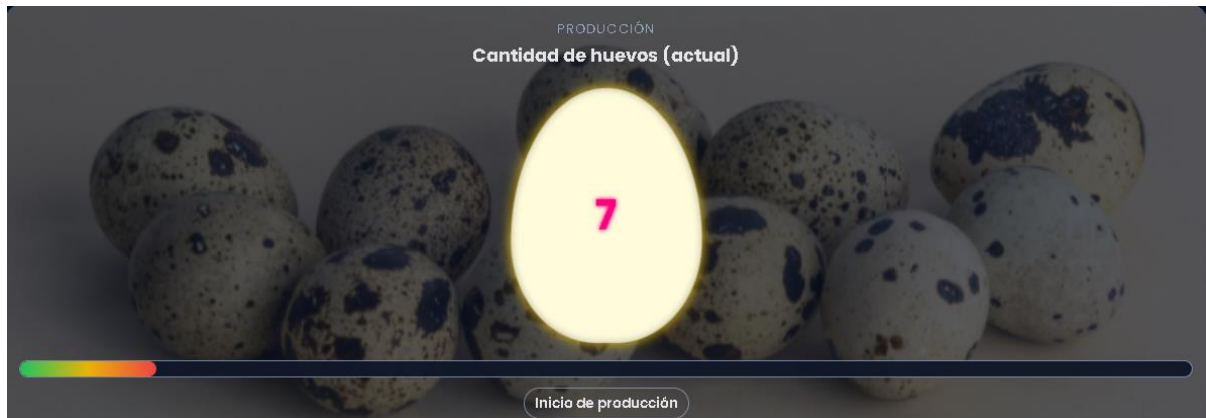 PRODUCCIÓN
Cantidad de huevos (actual)
7
Inicio de producción